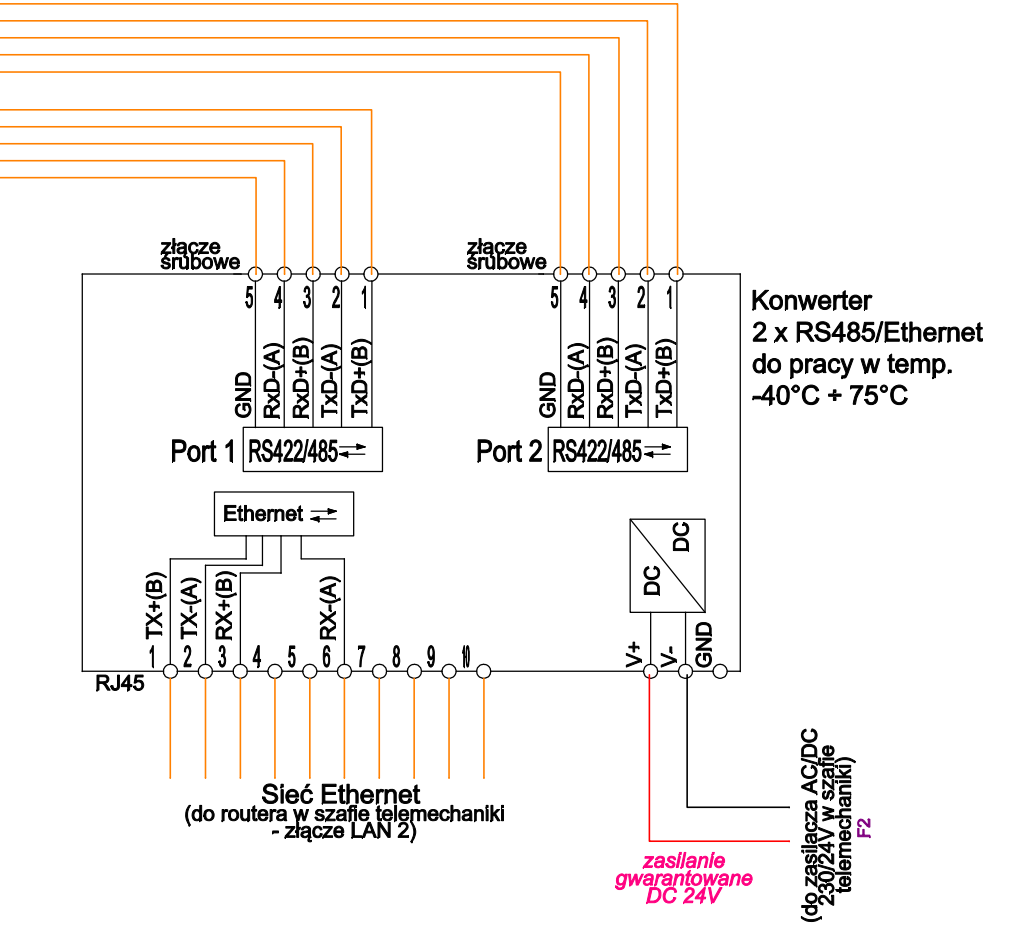 złącze
śrubowe
złącze
śrubowe
5 4 3 2 1
5 4 3 2 1
GND
RxD-(A)
RxD+(B)
TxD-(A)
TxD+(B)
GND
RxD-(A)
RxD+(B)
TxD-(A)
TxD+(B)
Konwerter
2 x RS485/Ethernet
do pracy w temp.
-40°C + 75°C
Port 1 RS422/485
Port 2 RS422/485
Ethernet
DC
DC
TX+(B)
TX-(A)
RX+(B)
RX-(A)
V+
V-
GND
1 2 3 4 5 6 7 8 9 10
RJ45
Sieć Ethernet
(do routera w szafie telemechaniki
- złącze LAN 2)
(do zasilacza AC/DC
230/24V w szafie
telemechaniki)
F2
zasilanie
gwarantowane
DC 24V